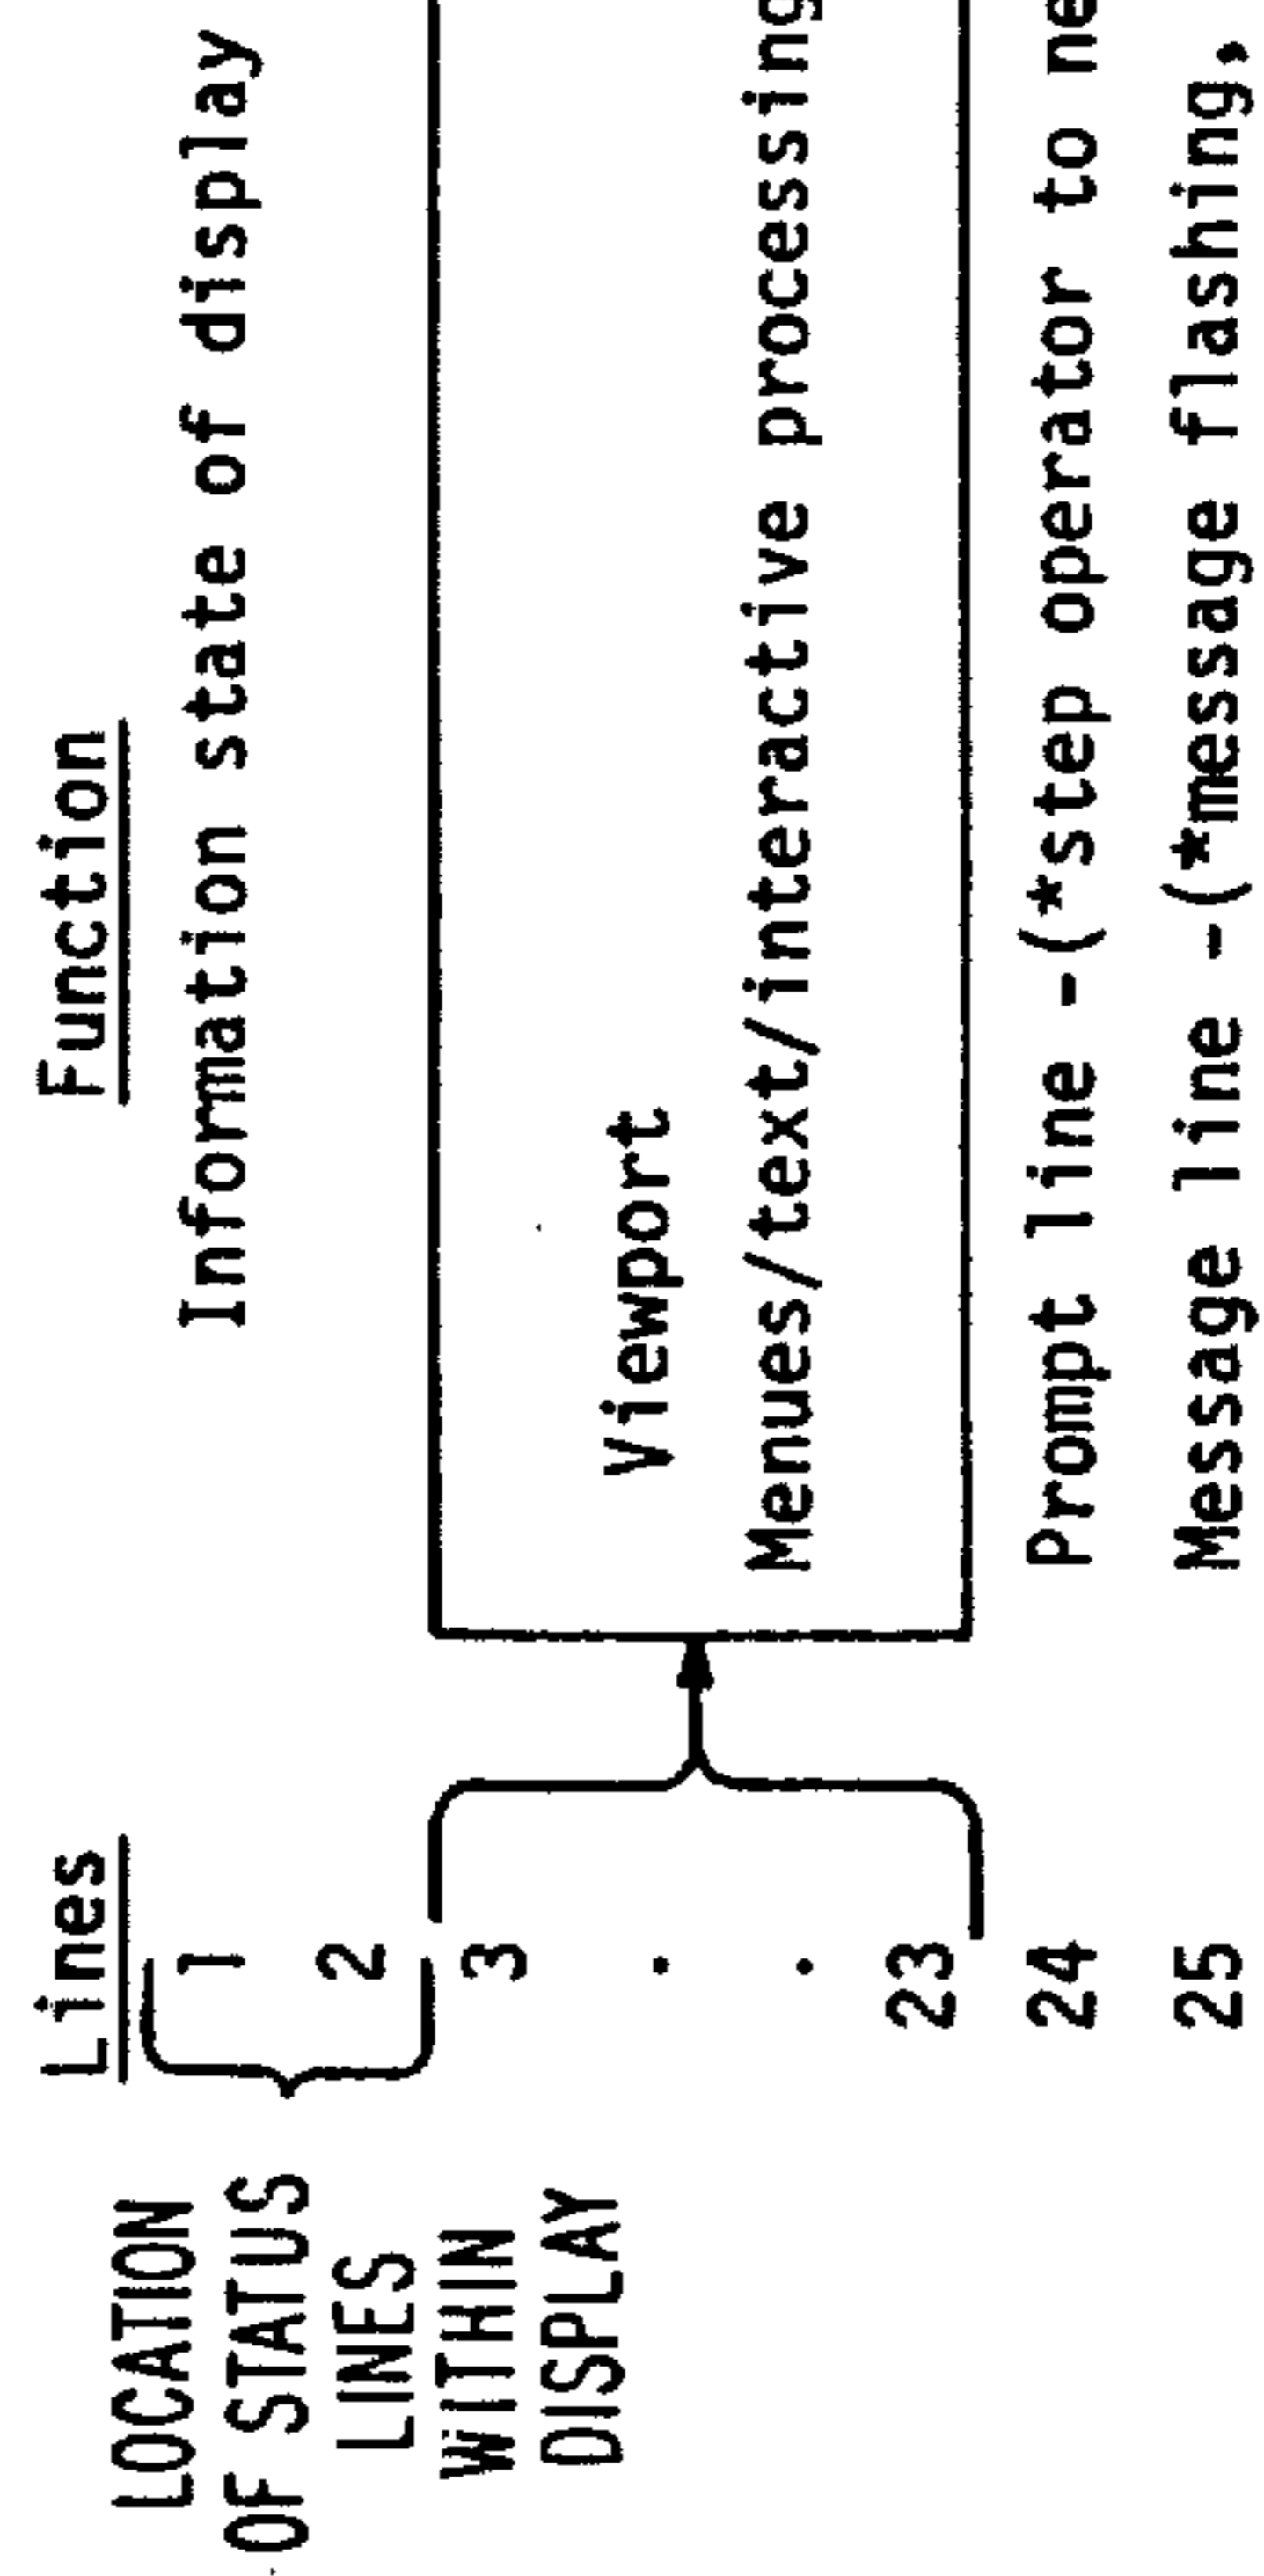 Lines Function
LOCATION
OF STATUS
LINES
WITHIN
DISPLAY
1 Information state of display
2
3
.
Viewport
.
Menues/text/interactive processing
23
24 Prompt line -(*step operator to ne
25 Message line -(*message flashing,